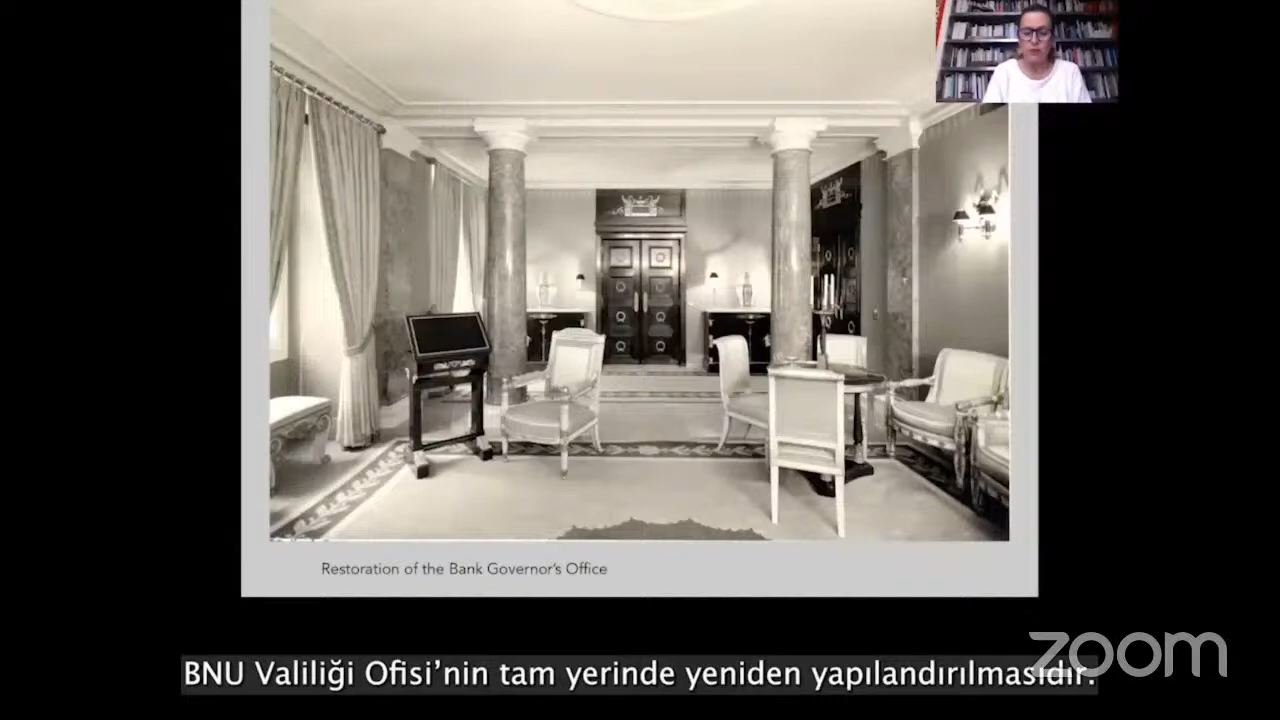 Restoration of the Bank Governor's Office
zoom
BNU Valiliği Ofisi'nin tam yerinde yeniden yapılandırılmasıdır.